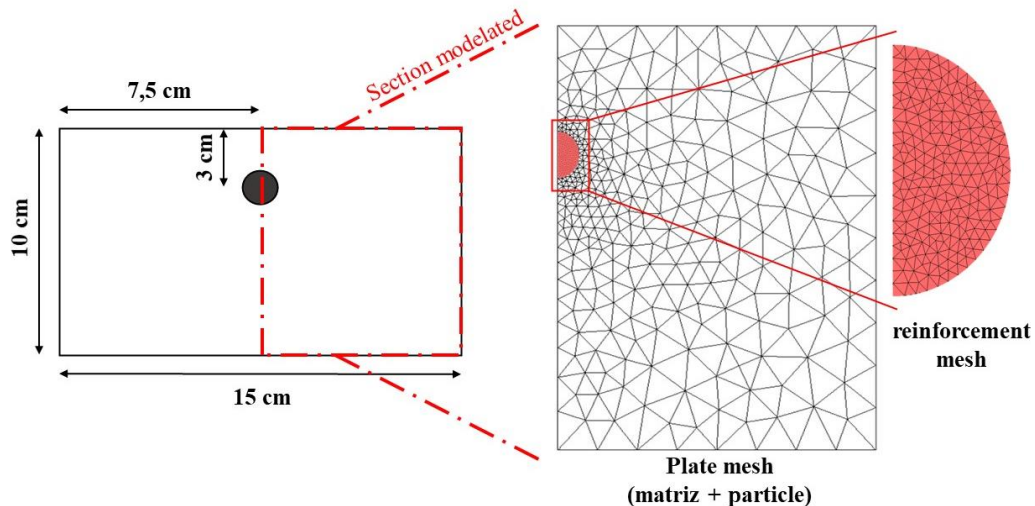 Section modelated
7,5 cm
3 cm
10 cm
15 cm
reinforcement
mesh
Plate mesh
(matriz + particle)